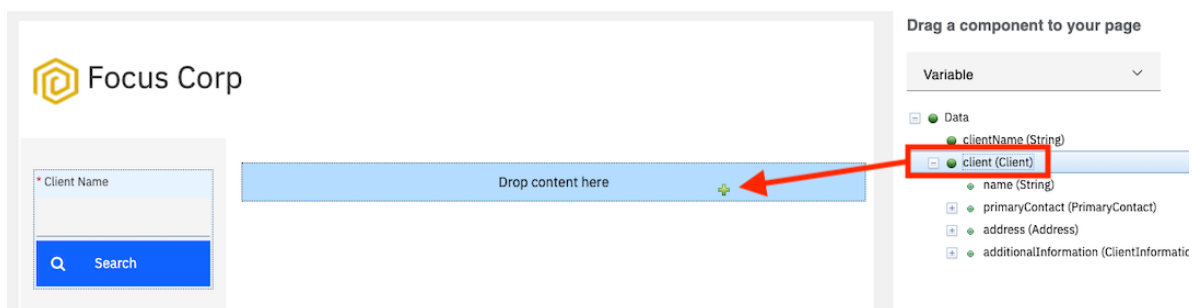 Drag a component to your page
Focus Corp
Variable
Data
clientName (String)
client (Client)
name (String)
primaryContact (PrimaryContact)
address (Address)
additionalInformation (ClientInformatic
* Client Name
Search
Drop content here